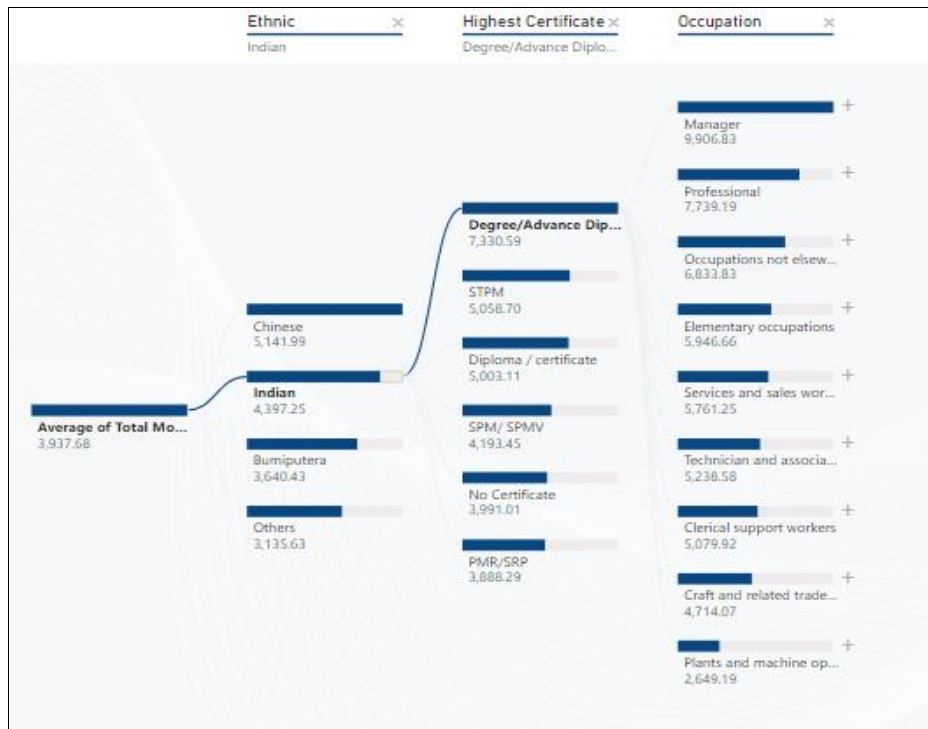 Ethnic ×
Indian
Highest Certificate ×
Degree/Advance Diplo...
Occupation ×
Average of Total Mo...
3,937.68
Chinese
5,141.99
Indian
4,397.25
Bumiputera
3,640.43
Others
3,135.63
Degree/Advance Dip...
7,330.59
STPM
5,058.70
Diploma / certificate
5,003.11
SPM/ SPMV
4,193.45
No Certificate
3,991.01
PMR/SRP
3,888.29
Manager
9,906.83
Professional
7,739.19
Occupations not elsew...
6,833.83
Elementary occupations
5,946.66
Services and sales wor...
5,761.25
Technician and associa...
5,238.58
Clerical support workers
5,079.92
Craft and related trade...
4,714.07
Plants and machine op...
2,649.19